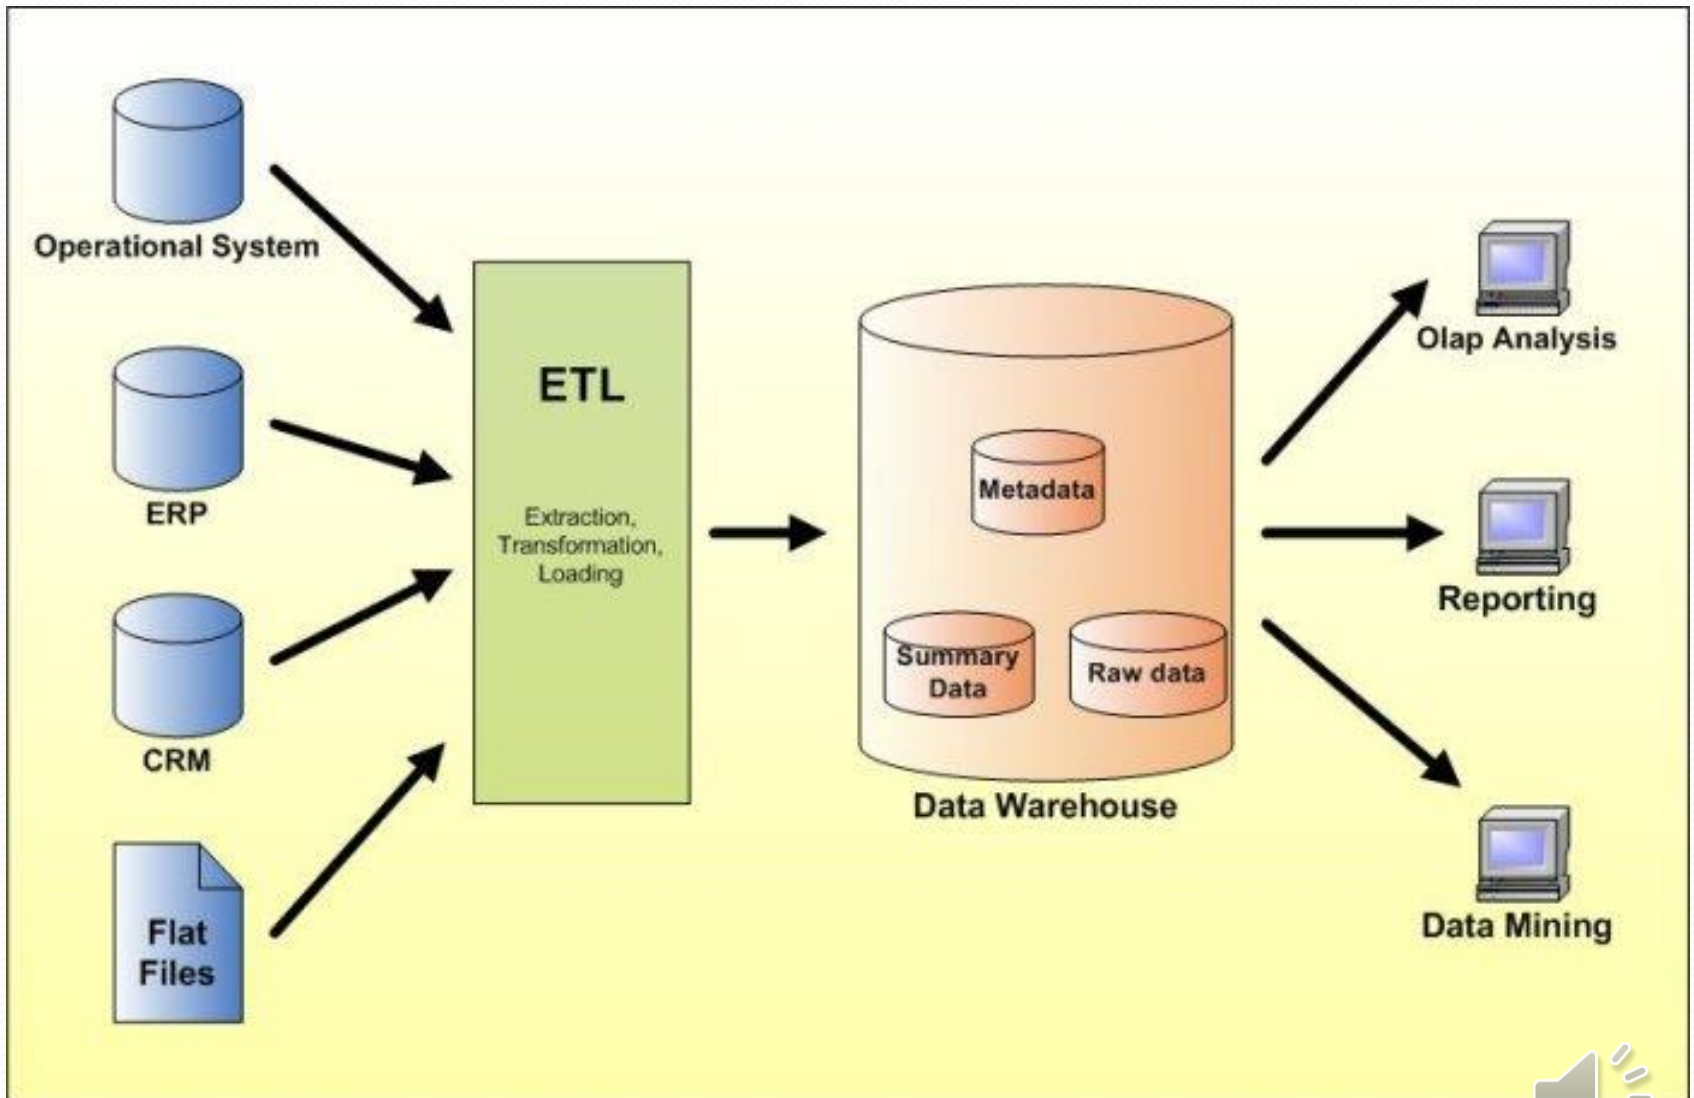 Operational System
ERP
CRM
Flat
Files
ETL
Extraction,
Transformation,
Loading
Metadata
Summary
Data
Raw data
Data Warehouse
Olap Analysis
Reporting
Data Mining